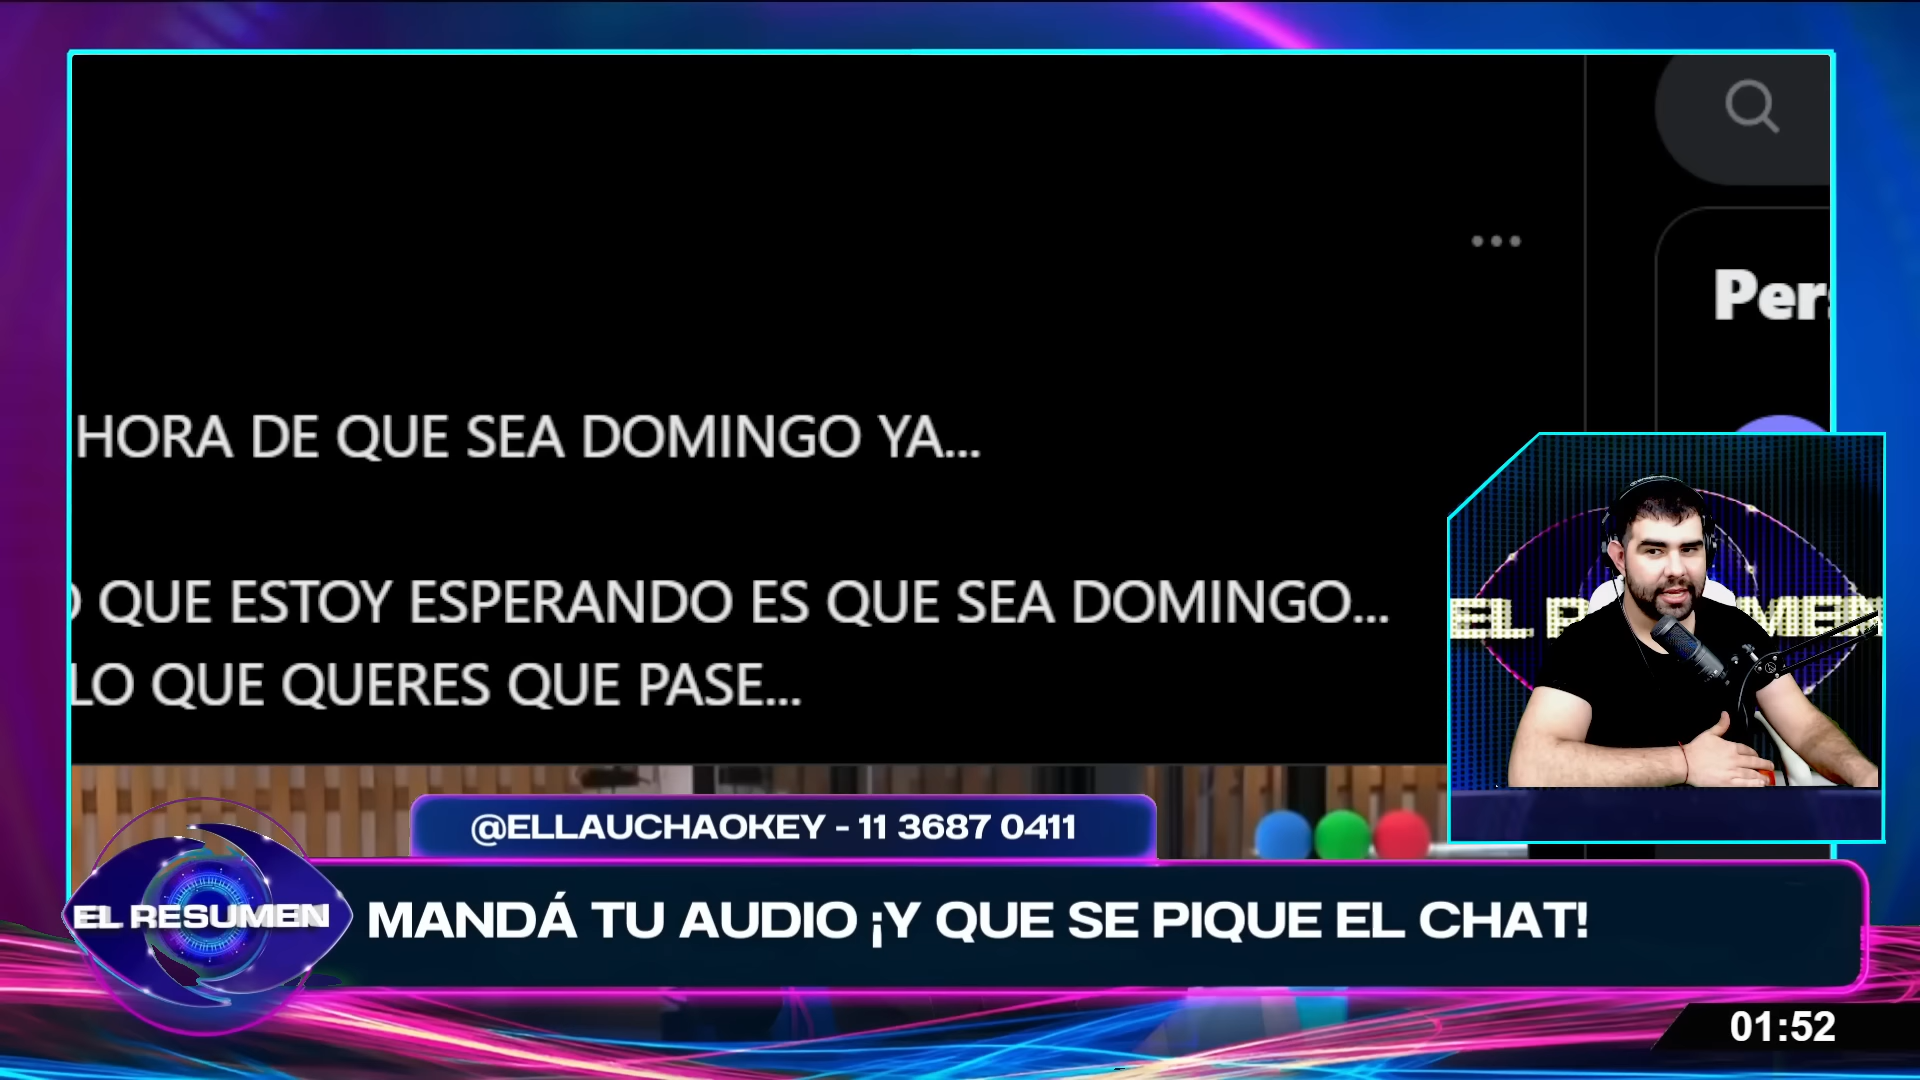 Per
HORA DE QUE SEA DOMINGO YA...
QUE ESTOY ESPERANDO ES QUE SEA DOMINGO...
LO QUE QUERES QUE PASE...
@ELLAUCHAOKEY - 11 3687 0411
EL RESUMEN
MANDÁ TU AUDIO ¡Y QUE SE PIQUE EL CHAT!
01:52